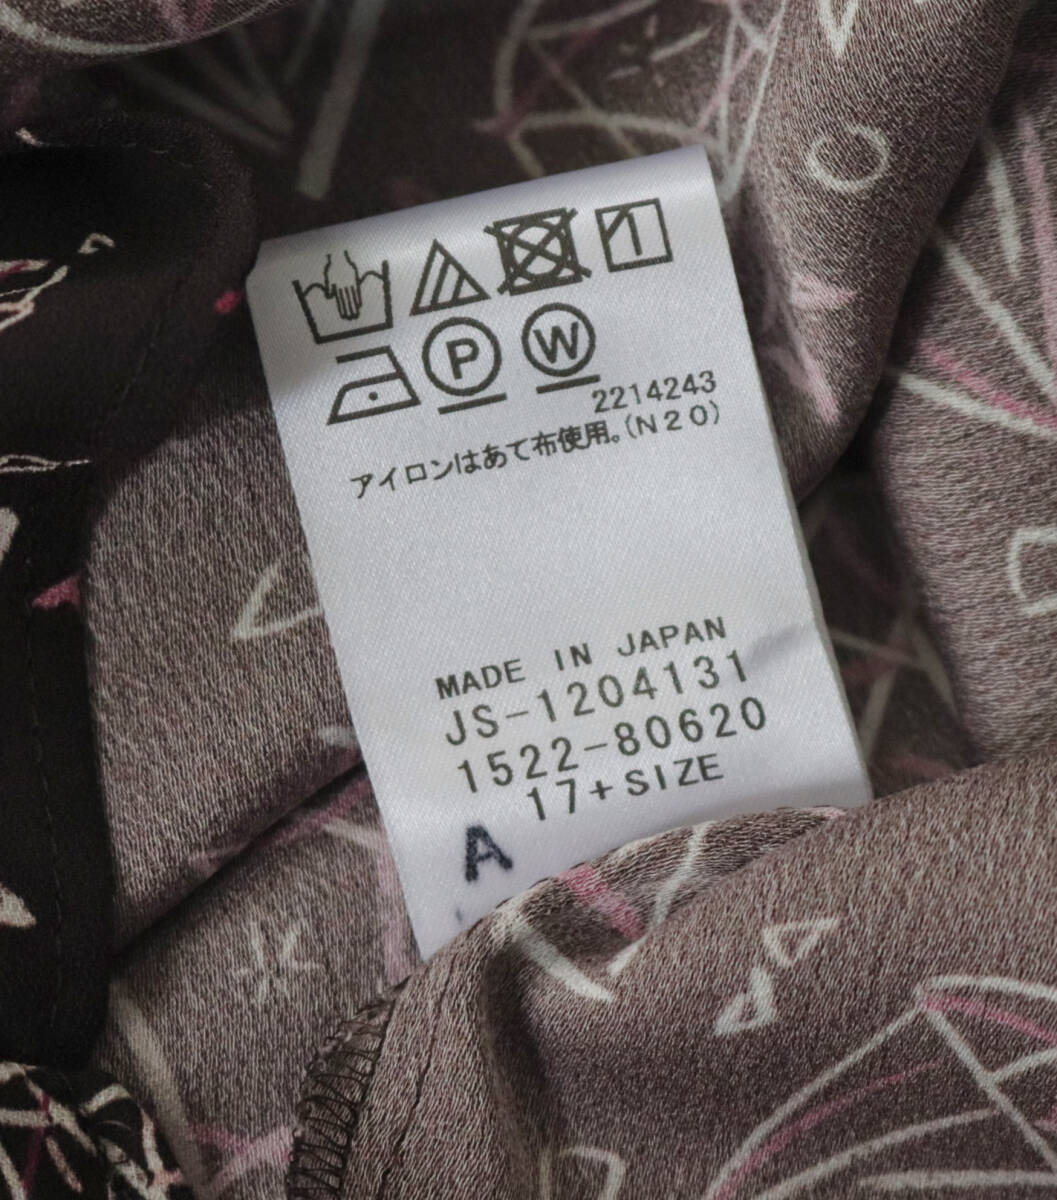 P W
2214243
アイロンはあて布使用。(N20)
MADE IN JAPAN
JS-1204131
1522-80620
17+SIZE
A